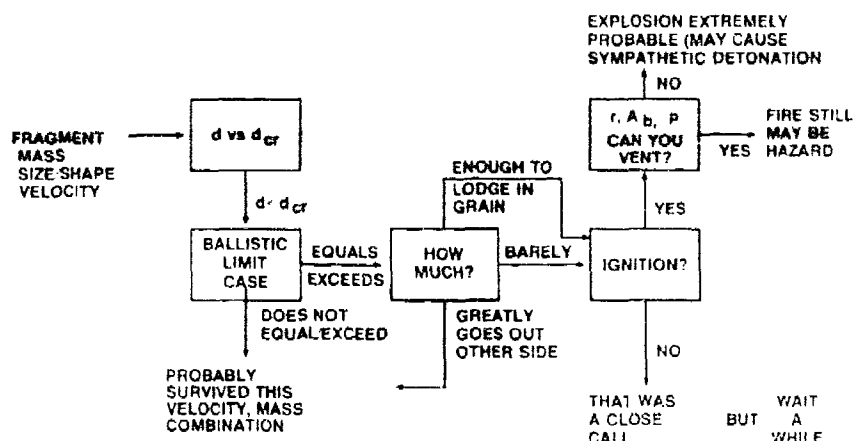 EXPLOSION EXTREMELY
PROBABLE (MAY CAUSE
SYMPATHETIC DETONATION
NO
FRAGMENT
MASS
SIZE-SHAPE
VELOCITY
d vs dcr
r, Ab, P
CAN YOU
VENT?
YES
FIRE STILL
MAY BE
HAZARD
d< dcr
ENOUGH TO
LODGE IN
GRAIN
YES
BALLISTIC
LIMIT
CASE
EQUALS
EXCEEDS
HOW
MUCH?
BARELY
IGNITION?
DOES NOT
EQUAL/EXCEED
GREATLY
GOES OUT
OTHER SIDE
NO
PROBABLY
SURVIVED THIS
VELOCITY, MASS
COMBINATION
THAT WAS
A CLOSE
CALL
BUT
WAIT
A
WHILE